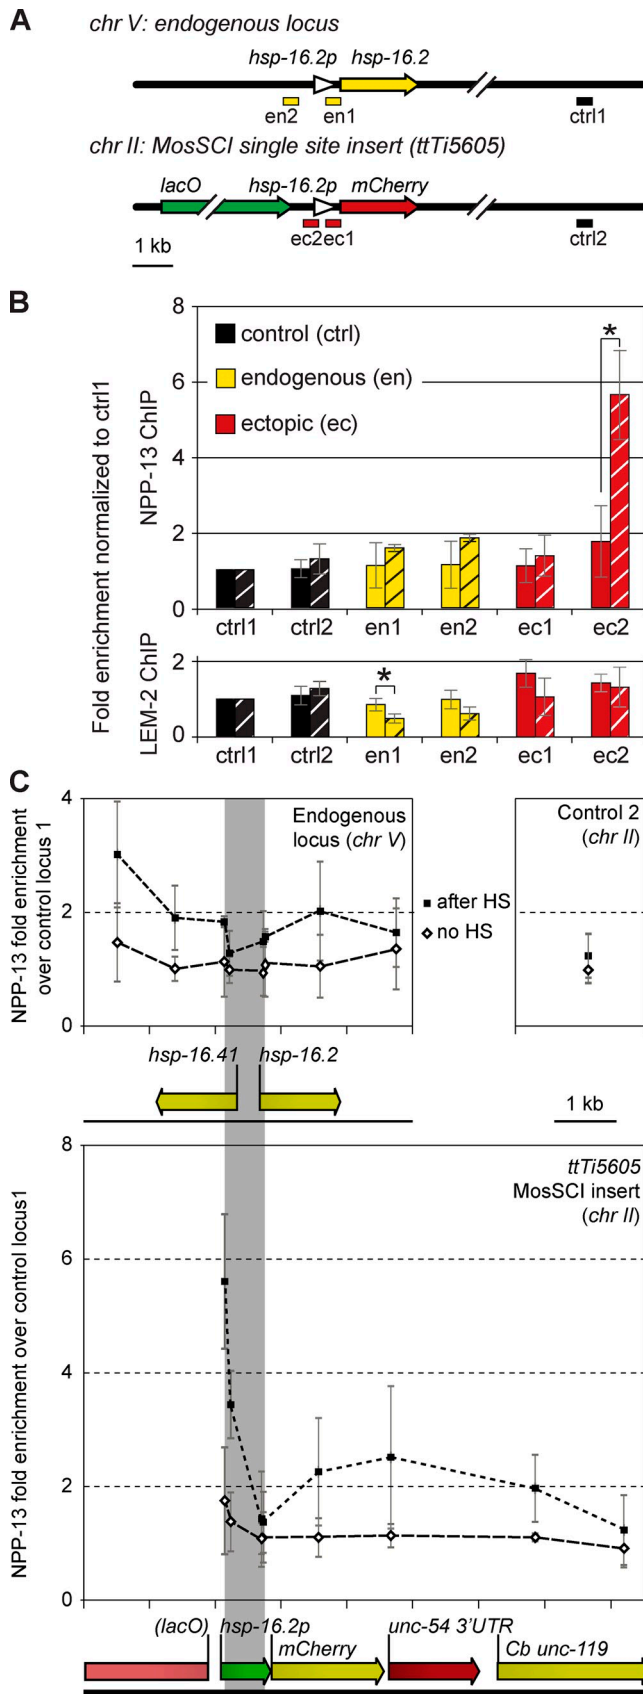 A
chr V: endogenous locus
hsp-16.2p hsp-16.2
en2 en1 ctrl1
chr II: MosSCI single site insert (ttTi5605)
lacO hsp-16.2p mCherry
ec2 ec1 ctrl2
1 kb
B
Fold enrichment normalized to ctrl1
NPP-13 ChIP
8
6
4
2
0
control (ctrl)
endogenous (en)
ectopic (ec)
*
ctrl1 ctrl2 en1 en2 ec1 ec2
LEM-2 ChIP
2
0
*
ctrl1 ctrl2 en1 en2 ec1 ec2
C
NPP-13 fold enrichment
over control locus 1
4
2
0
Endogenous
locus (chr V)
Control 2
(chr II)
after HS
no HS
hsp-16.41 hsp-16.2
1 kb
NPP-13 fold enrichment over control locus1
8
6
4
2
0
ttTi5605
MosSCI insert
(chr II)
(lacO) hsp-16.2p unc-54 3'UTR
mCherry Cb unc-119